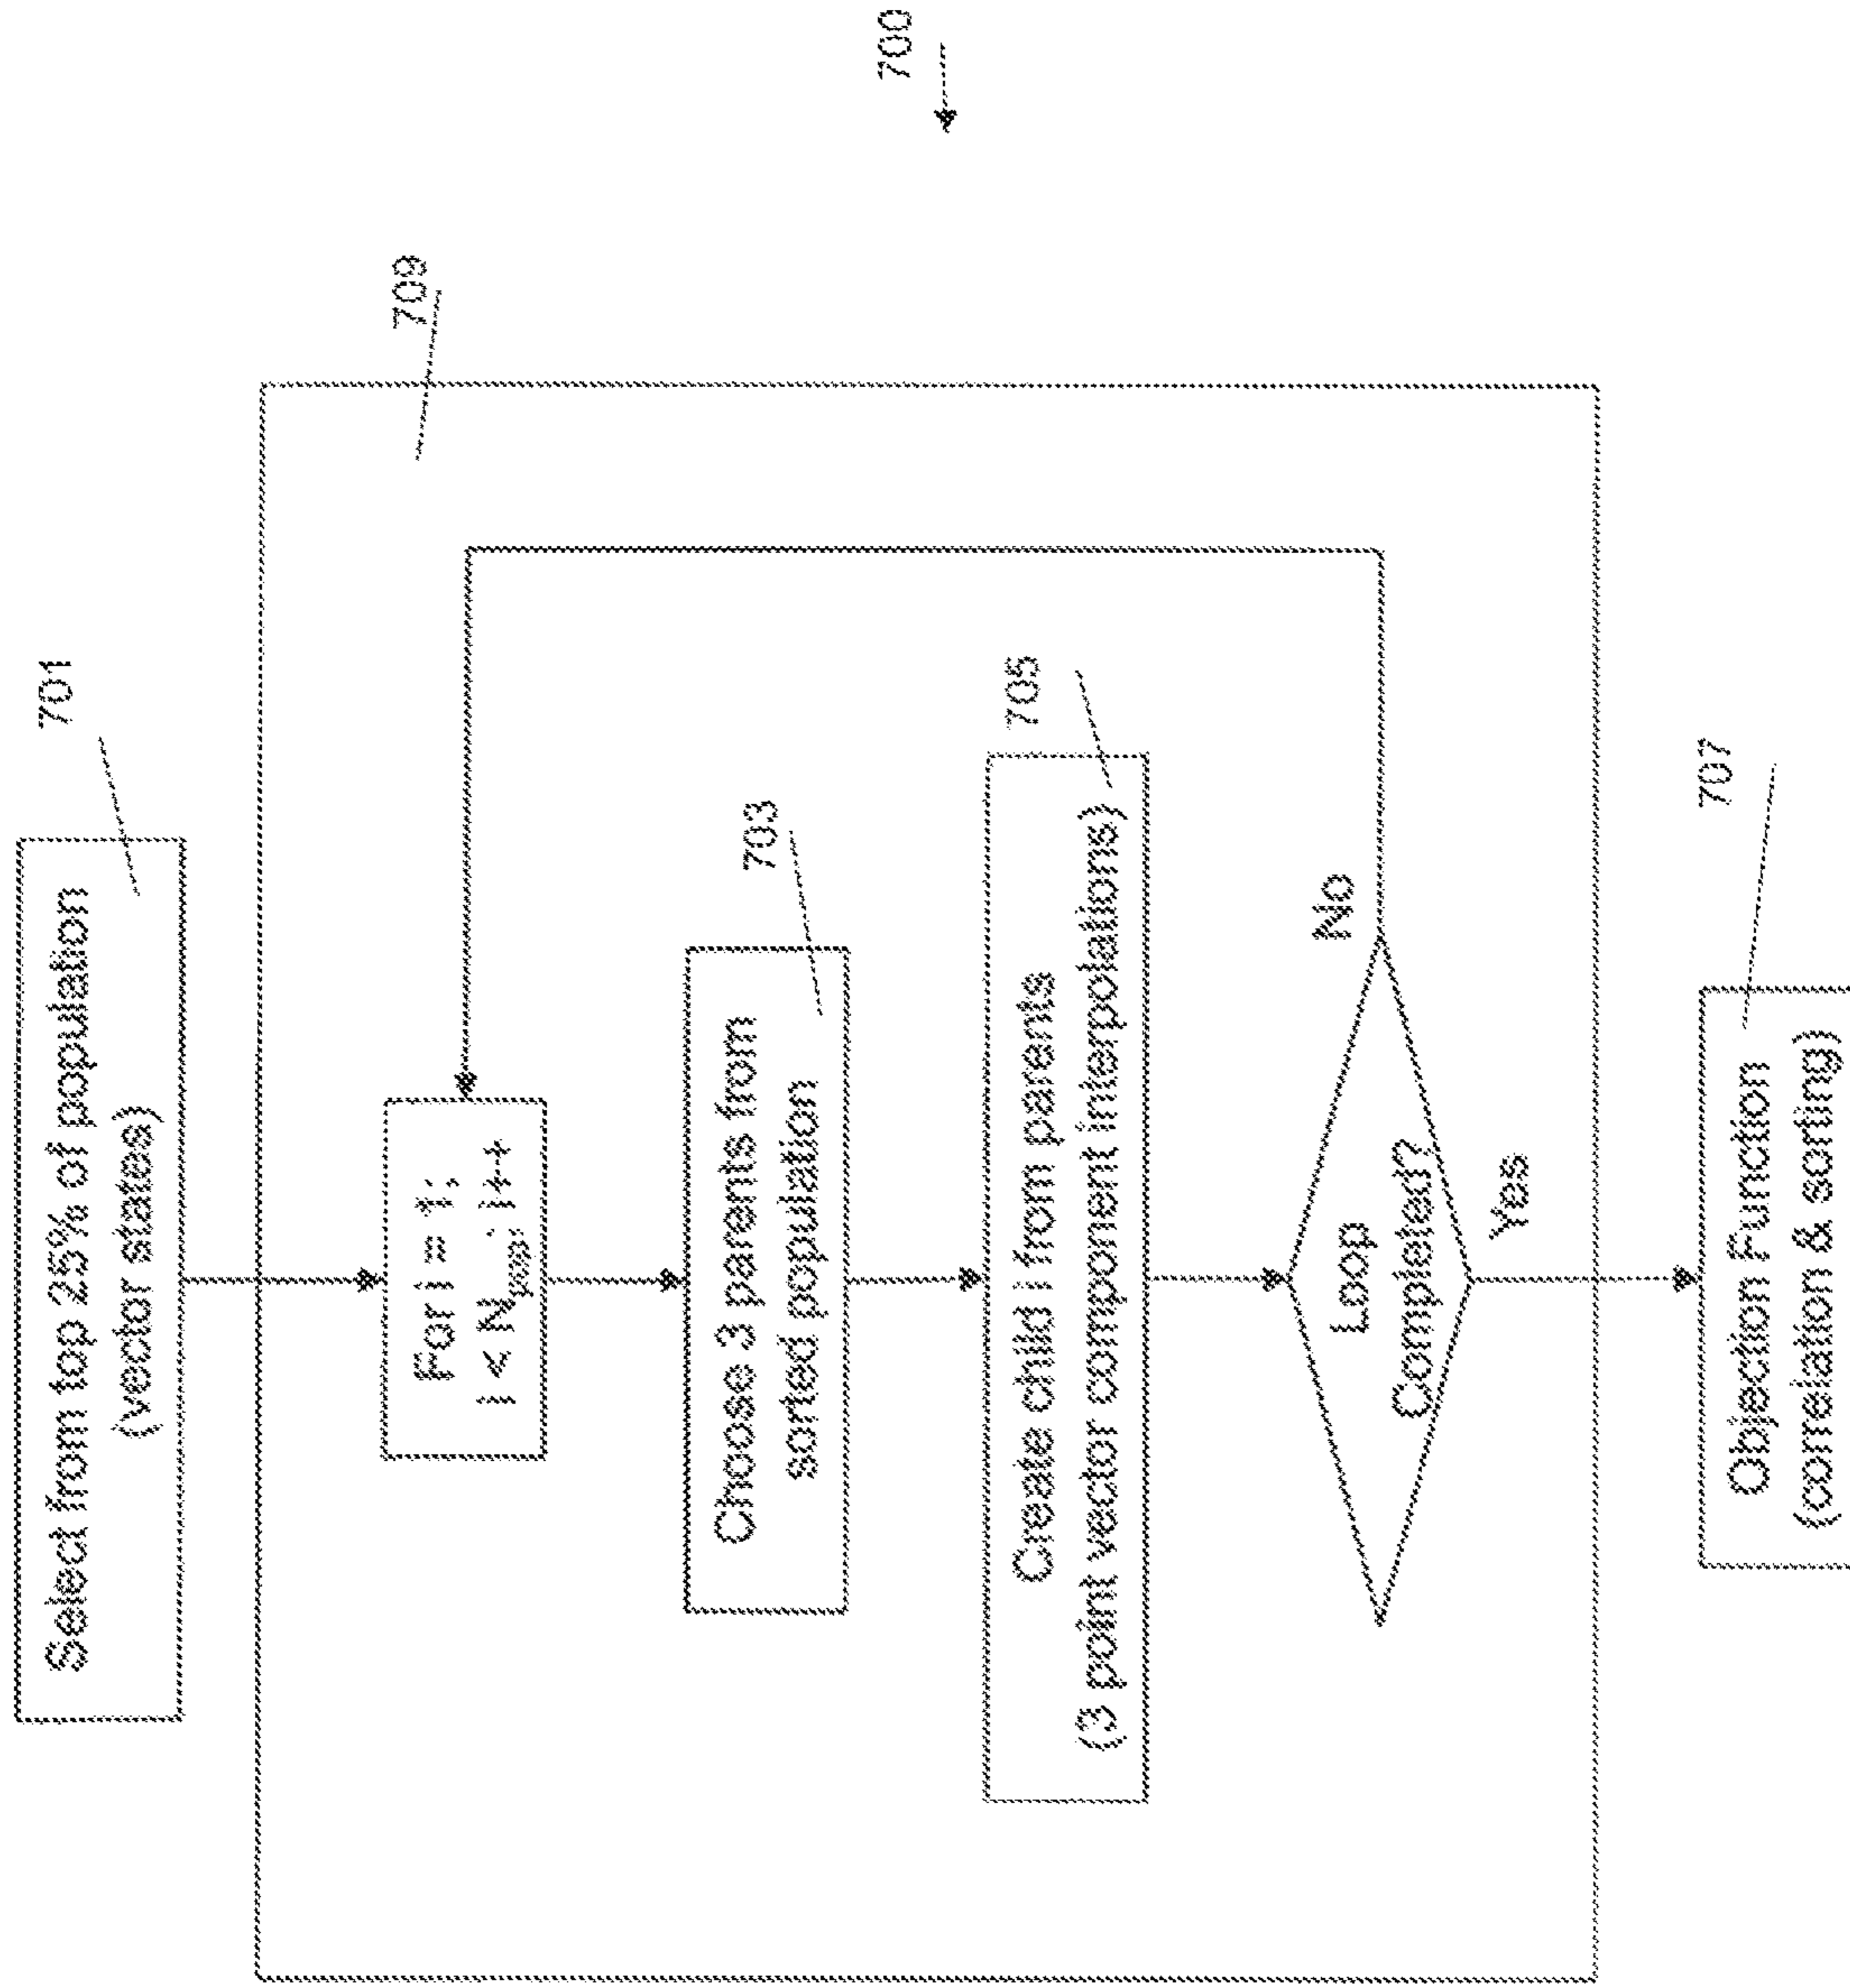 700
701
Select from top 25% of population
(vector states)
709
For i = 1;
i < Npop; i++
703
Choose 3 parents from
sorted population
705
Create child i from parents
(3 point vector component interpolations)
Loop
Completed?
No
Yes
707
Objection Function
(correlation & sorting)